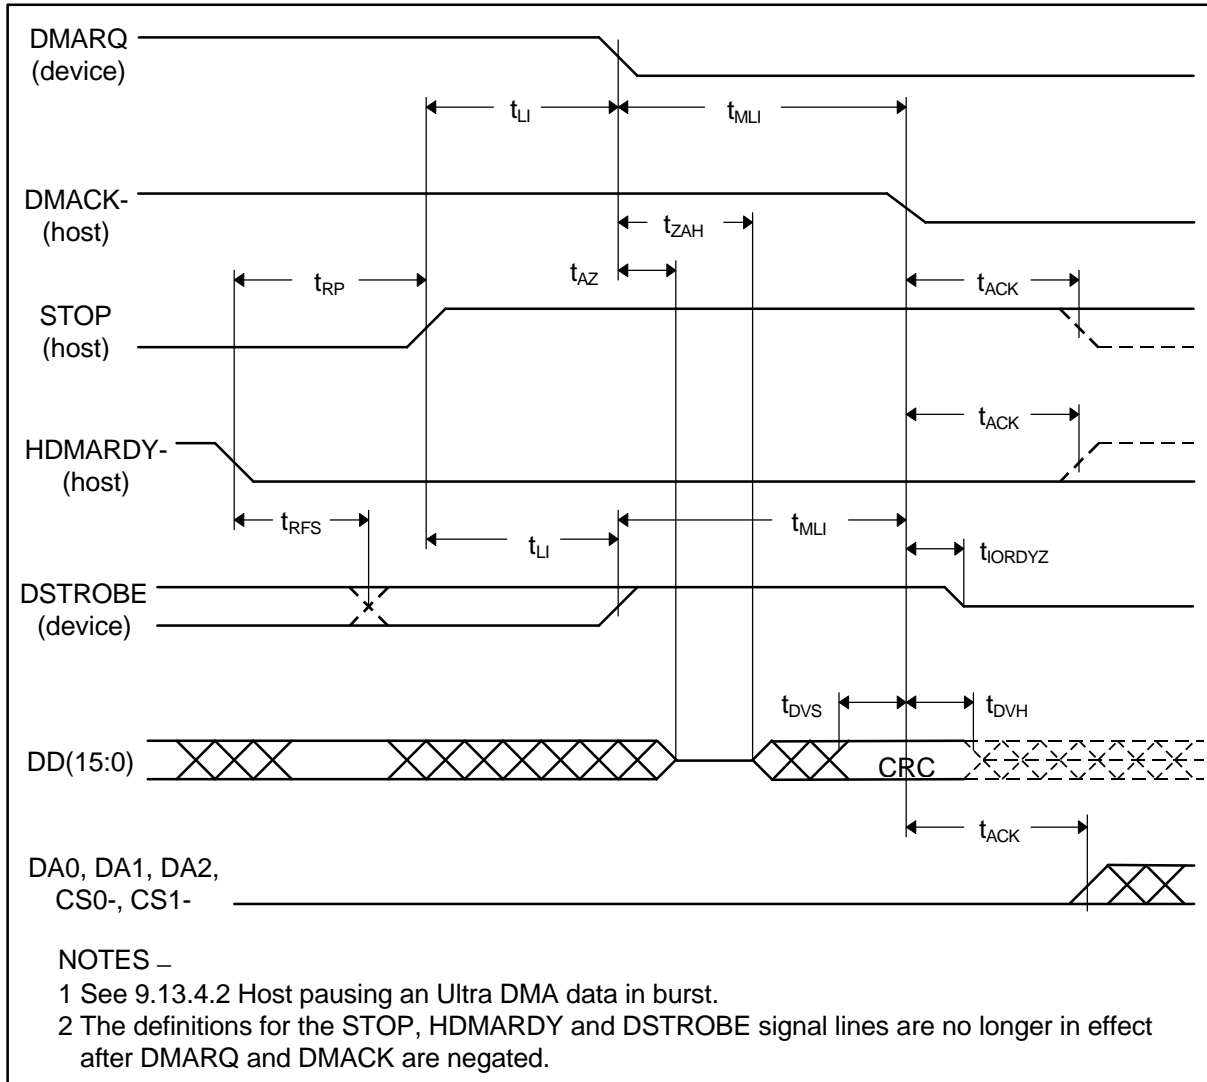 DMARQ
(device)
tLI
tMLI
DMACK-
(host)
tZAH
tAZ
tRP
tACK
STOP
(host)
tACK
HDMARDY-
(host)
tRFS
tLI
tMLI
tIORDYZ
DSTROBE
(device)
tDVS
tDVH
DD(15:0)
CRC
tACK
DA0, DA1, DA2,
CS0-, CS1-
NOTES –
1 See 9.13.4.2 Host pausing an Ultra DMA data in burst.
2 The definitions for the STOP, HDMARDY and DSTROBE signal lines are no longer in effect
after DMARQ and DMACK are negated.